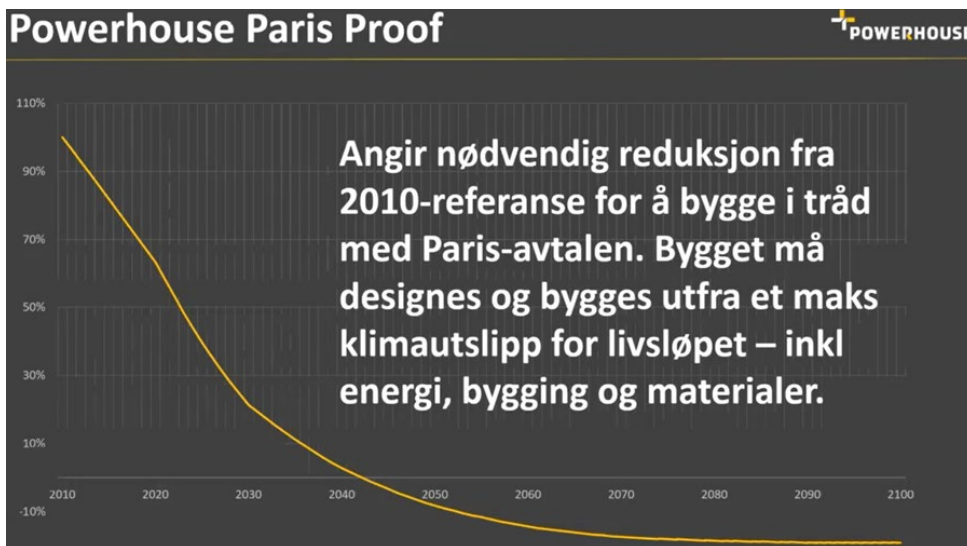 Powerhouse Paris Proof
POWERHOUSE
110%
Angir nødvendig reduksjon fra
90%
2010-referanse for å bygge i tråd
70%
med Paris-avtalen. Bygget må
designes og bygges utfra et maks
50%
klimautslipp for livsløpet – inkl
30%
energi, bygging og materialer.
10%
2010 2020 2030 2040 2050 2060 2070 2080 2090 2100
-10%